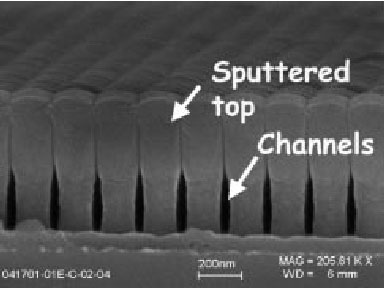 Sputtered
top
Channels
200nm
MAG = 205.81 K X
041701-01E-C-02-04
WD = 6 mm